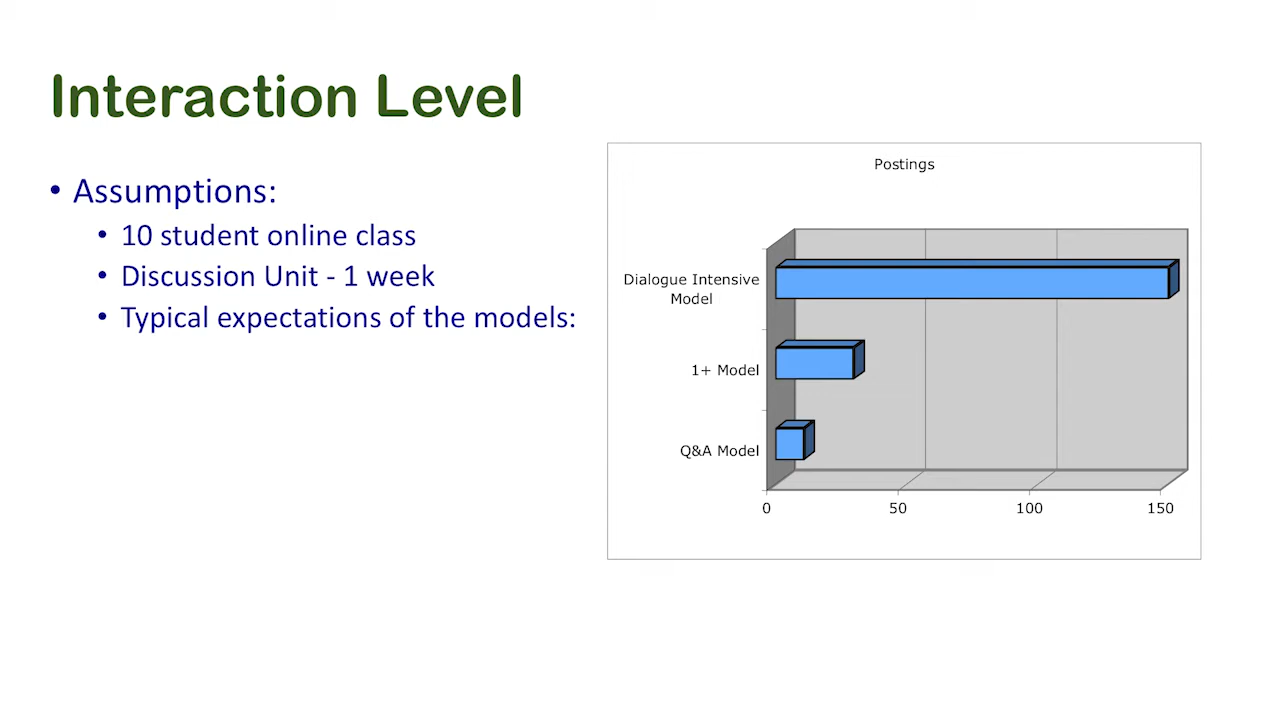 Interaction Level
• Assumptions:
• 10 student online class
• Discussion Unit - 1 week
• Typical expectations of the models:
Postings
Dialogue Intensive
Model
1+ Model
Q&A Model
0 50 100 150